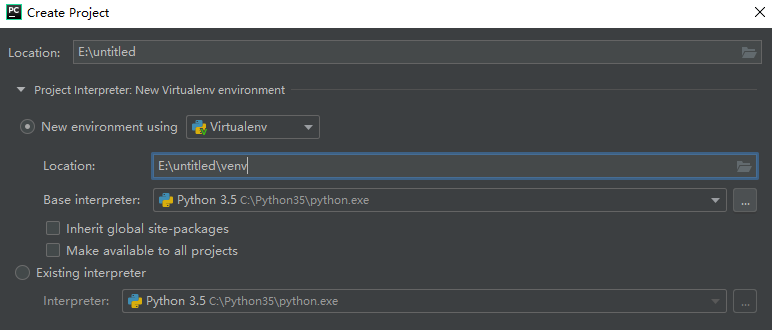 PC Create Project
Location: E:\untitled
Project Interpreter: New Virtualenv environment
New environment using Virtualenv
Location: E:\untitled\venv
Base interpreter: Python 3.5 C:\Python35\python.exe ...
Inherit global site-packages
Make available to all projects
Existing interpreter
Interpreter: Python 3.5 C:\Python35\python.exe ...